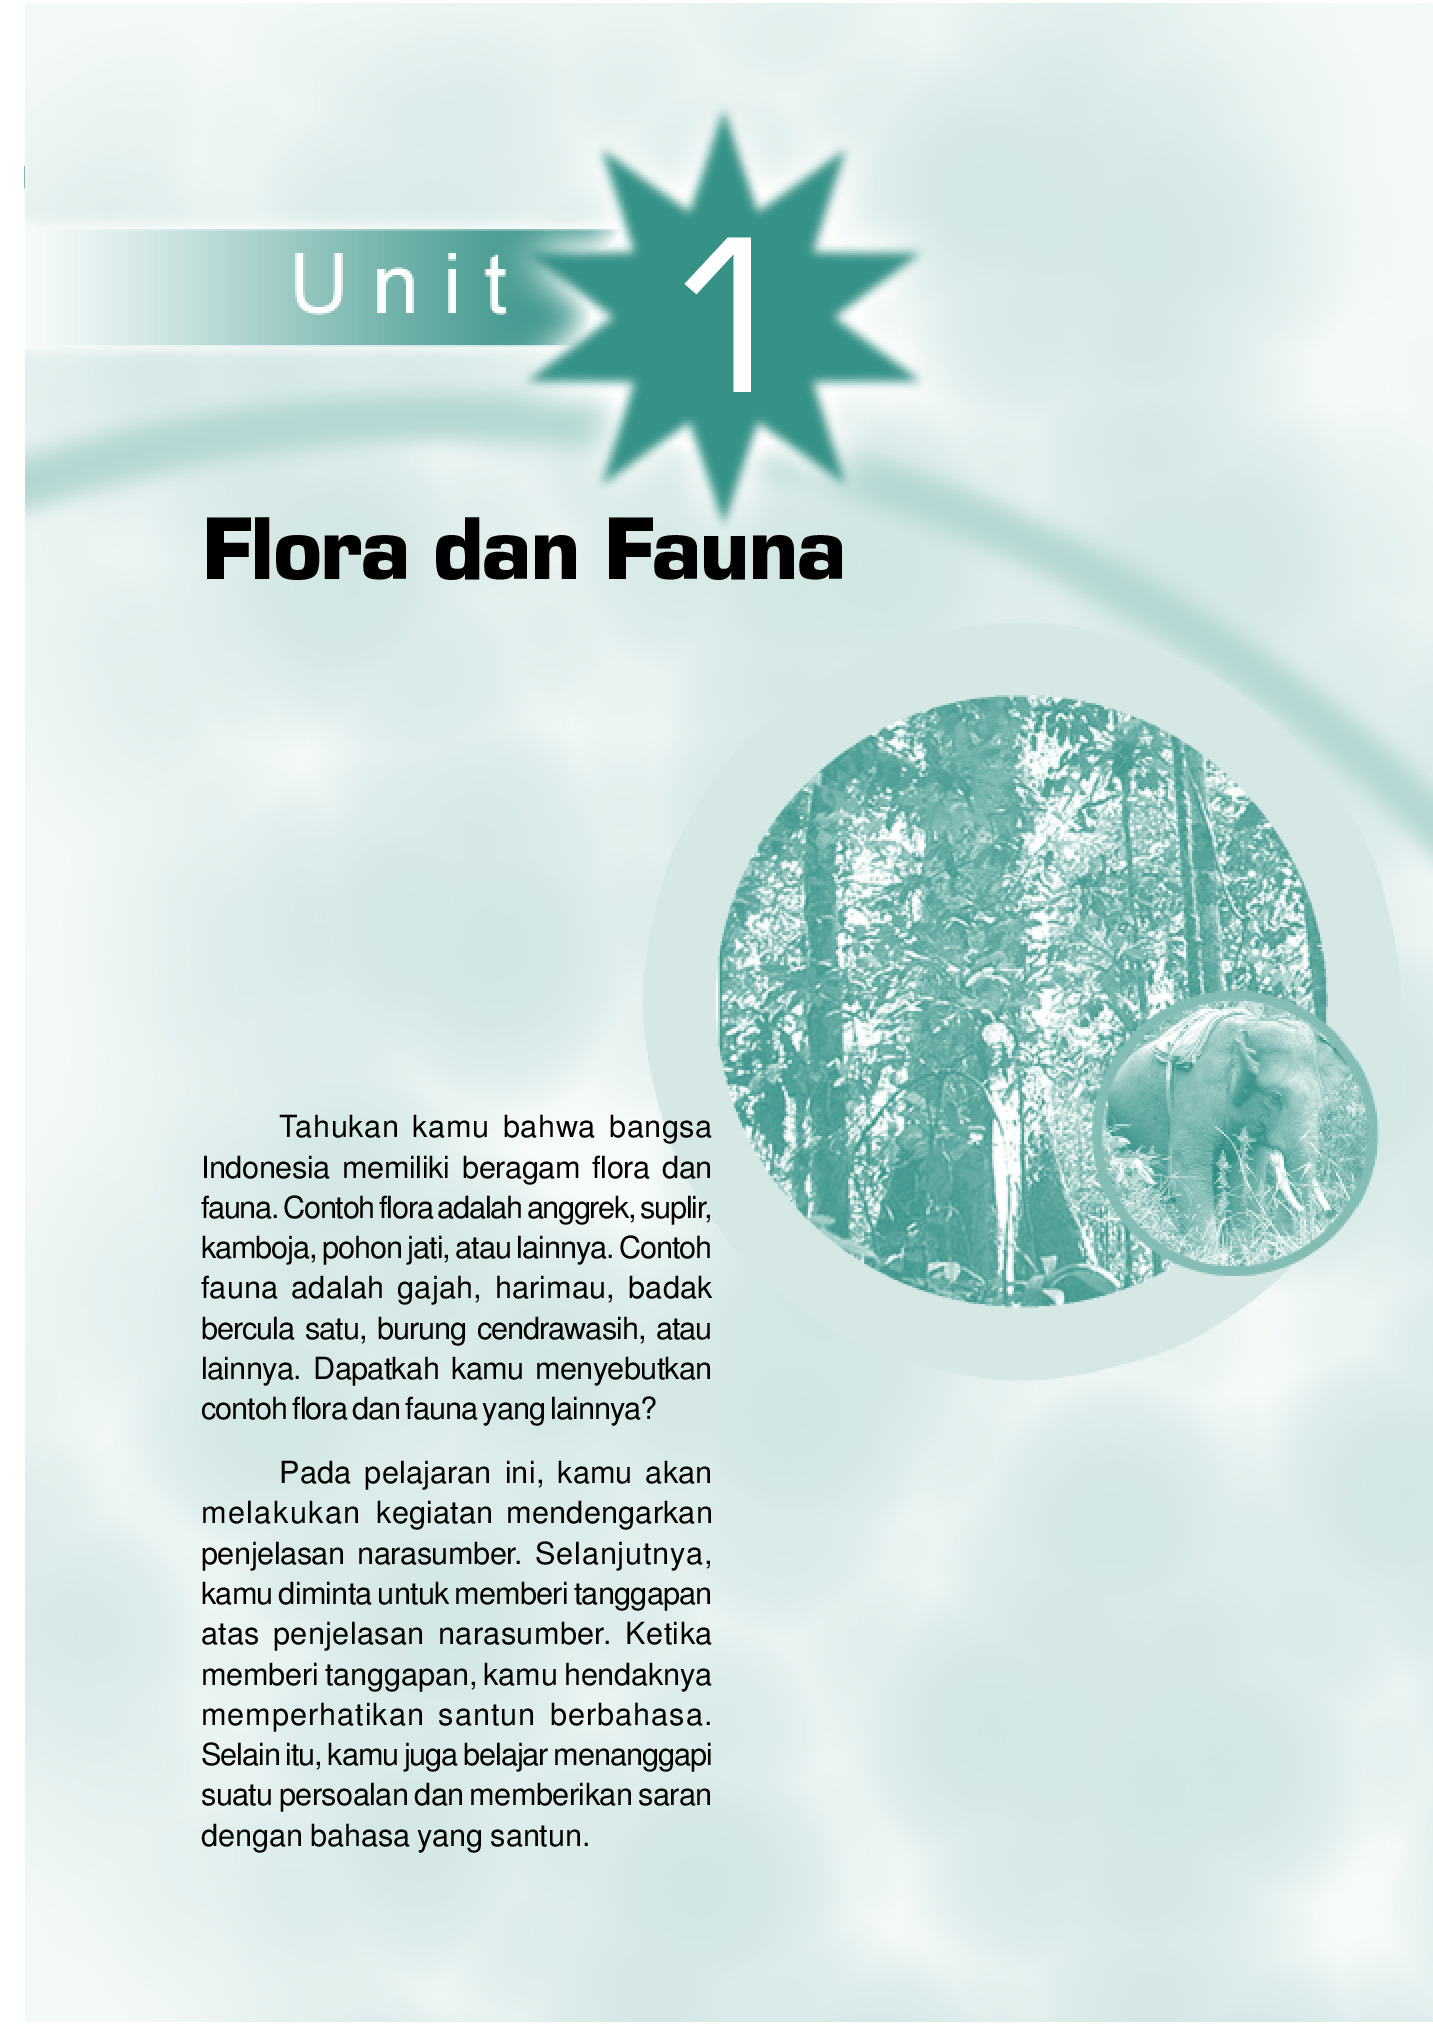 Unit 1
Flora dan Fauna
Tahukan kamu bahwa bangsa
Indonesia memiliki beragam flora dan
fauna. Contoh flora adalah anggrek, suplir,
kamboja, pohon jati, atau lainnya. Contoh
fauna adalah gajah, harimau, badak
bercula satu, burung cendrawasih, atau
lainnya. Dapatkah kamu menyebutkan
contoh flora dan fauna yang lainnya?
Pada pelajaran ini, kamu akan
melakukan kegiatan mendengarkan
penjelasan narasumber. Selanjutnya,
kamu diminta untuk memberi tanggapan
atas penjelasan narasumber. Ketika
memberi tanggapan, kamu hendaknya
memperhatikan santun berbahasa.
Selain itu, kamu juga belajar menanggapi
suatu persoalan dan memberikan saran
dengan bahasa yang santun.